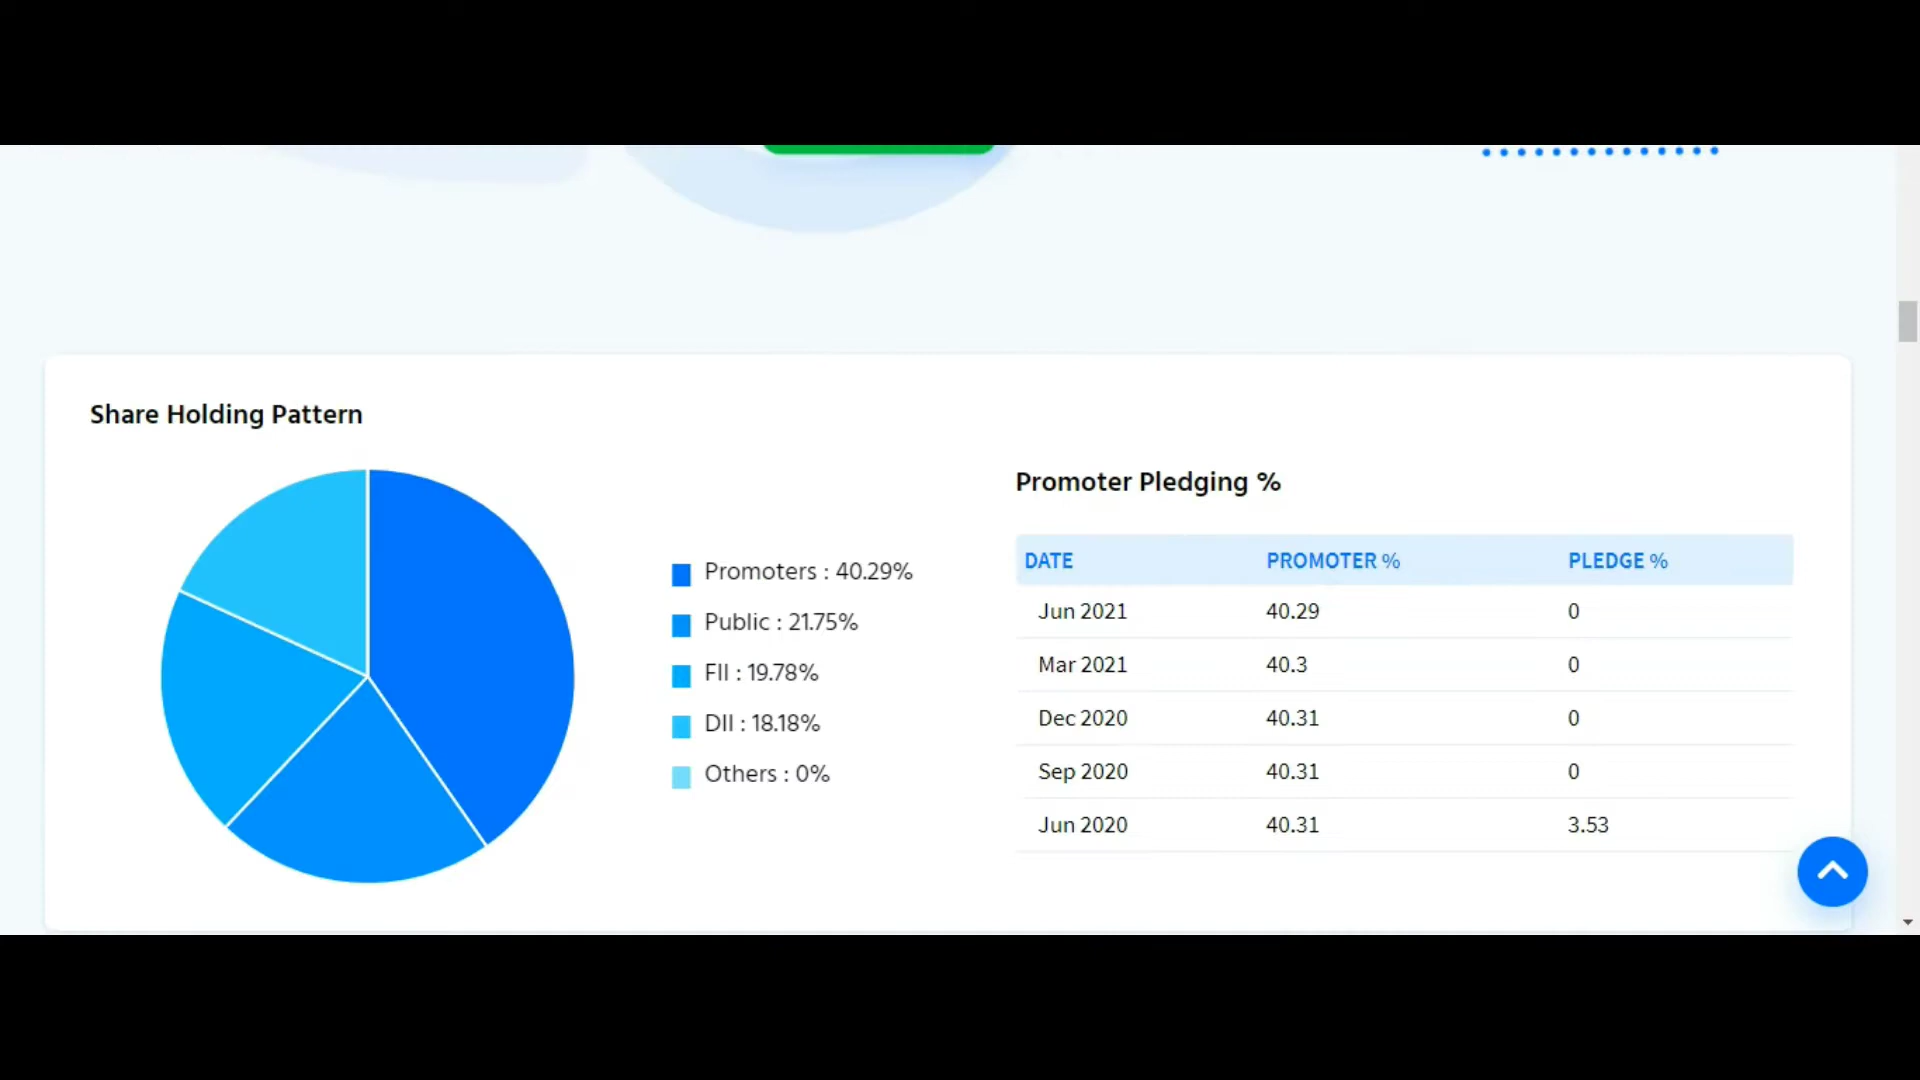 Share Holding Pattern
Promoters : 40.29%
Public : 21.75%
FII : 19.78%
DII : 18.18%
Others : 0%
Promoter Pledging %
DATE PROMOTER % PLEDGE %
Jun 2021 40.29 0
Mar 2021 40.3 0
Dec 2020 40.31 0
Sep 2020 40.31 0
Jun 2020 40.31 3.53